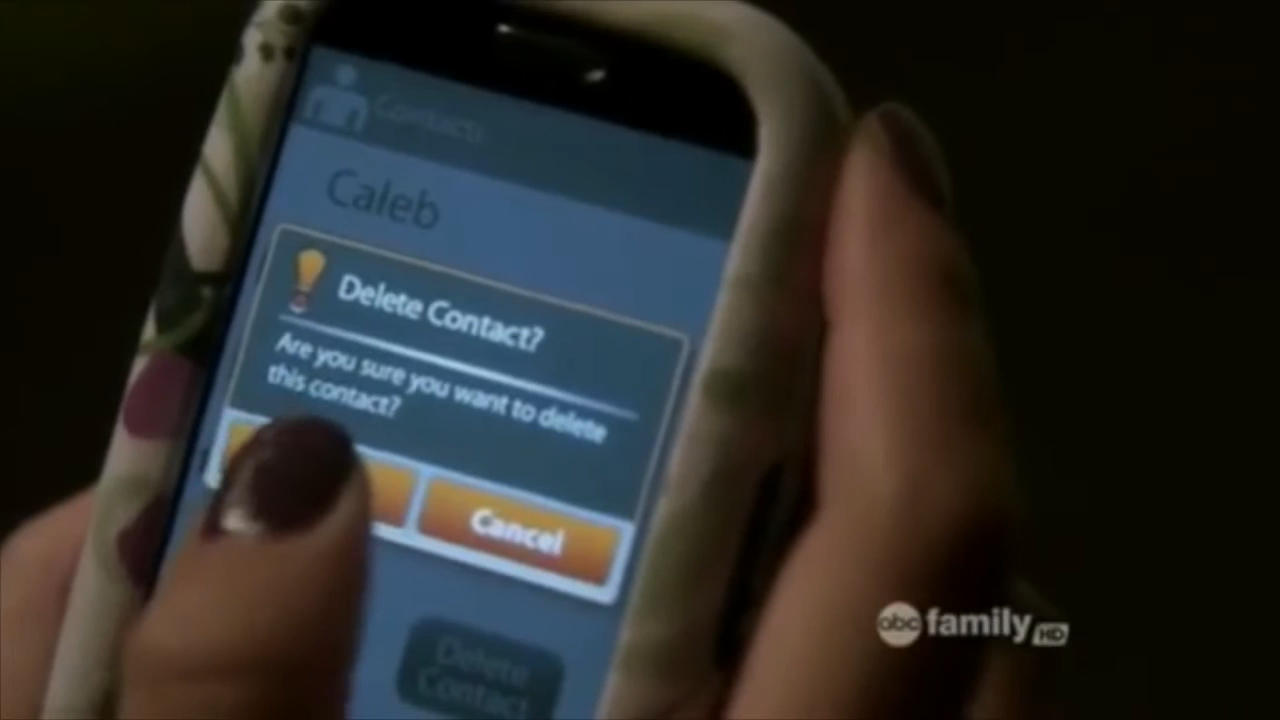 Contacts
Caleb
Delete Contact?
Are you sure you want to delete
this contact?
Cancel
Delete
Contact
abc family HD